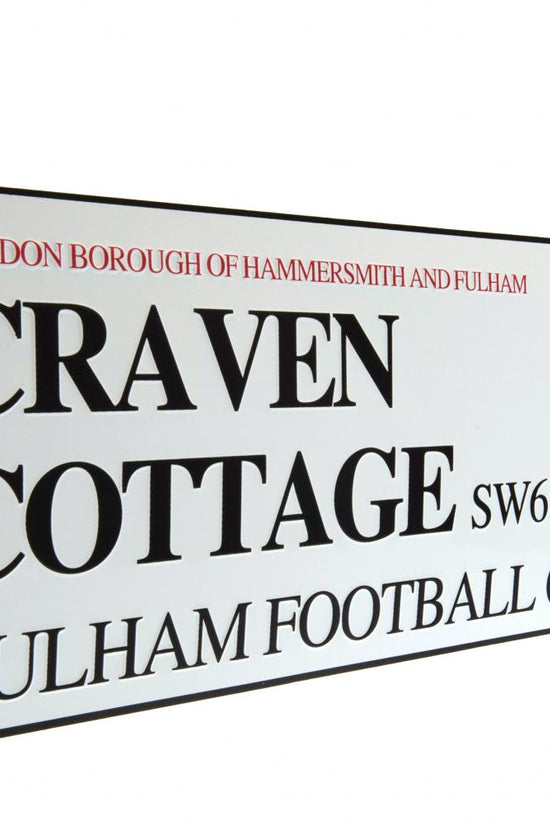 DON BOROUGH OF HAMMERSMITH AND FULHAM
CRAVEN
COTTAGE SW6
ULHAM FOOTBALL C